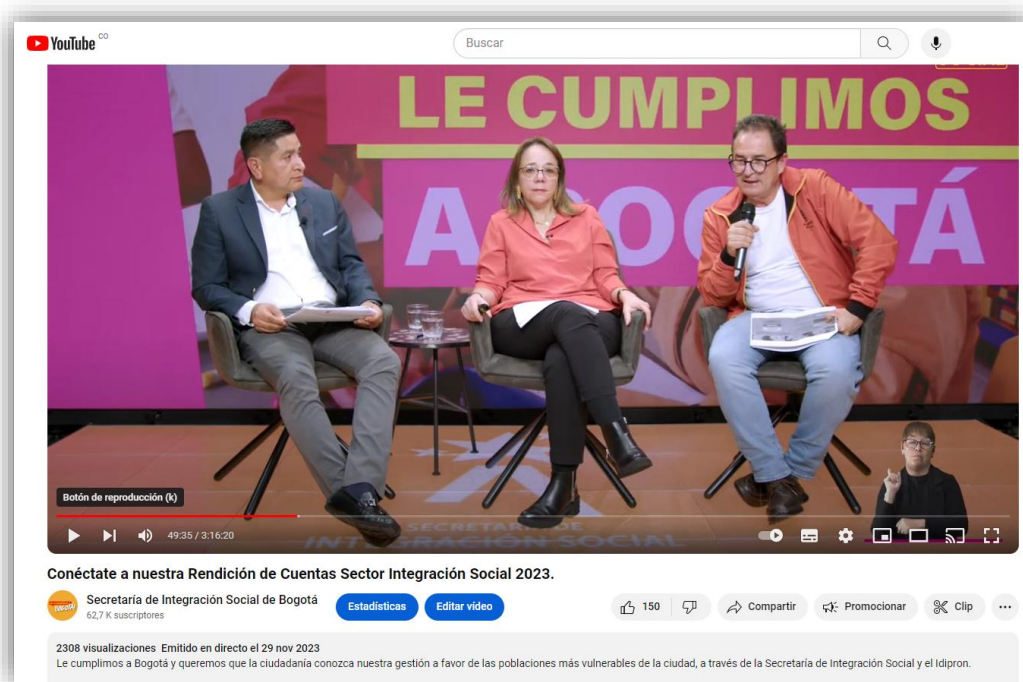 YouTube CO
Buscar
LE CUMPLIMOS
A BOGOTÁ
SECRETARÍA DE
INTEGRACIÓN SOCIAL
Botón de reproducción (k)
49:35 / 3:16:20
Conéctate a nuestra Rendición de Cuentas Sector Integración Social 2023.
BOGOTÁ
Secretaría de Integración Social de Bogotá
62,7 K suscriptores
Estadísticas
Editar vídeo
150
Compartir
Promocionar
Clip
2308 visualizaciones Emitido en directo el 29 nov 2023
Le cumplimos a Bogotá y queremos que la ciudadanía conozca nuestra gestión a favor de las poblaciones más vulnerables de la ciudad, a través de la Secretaría de Integración Social y el Idipron.